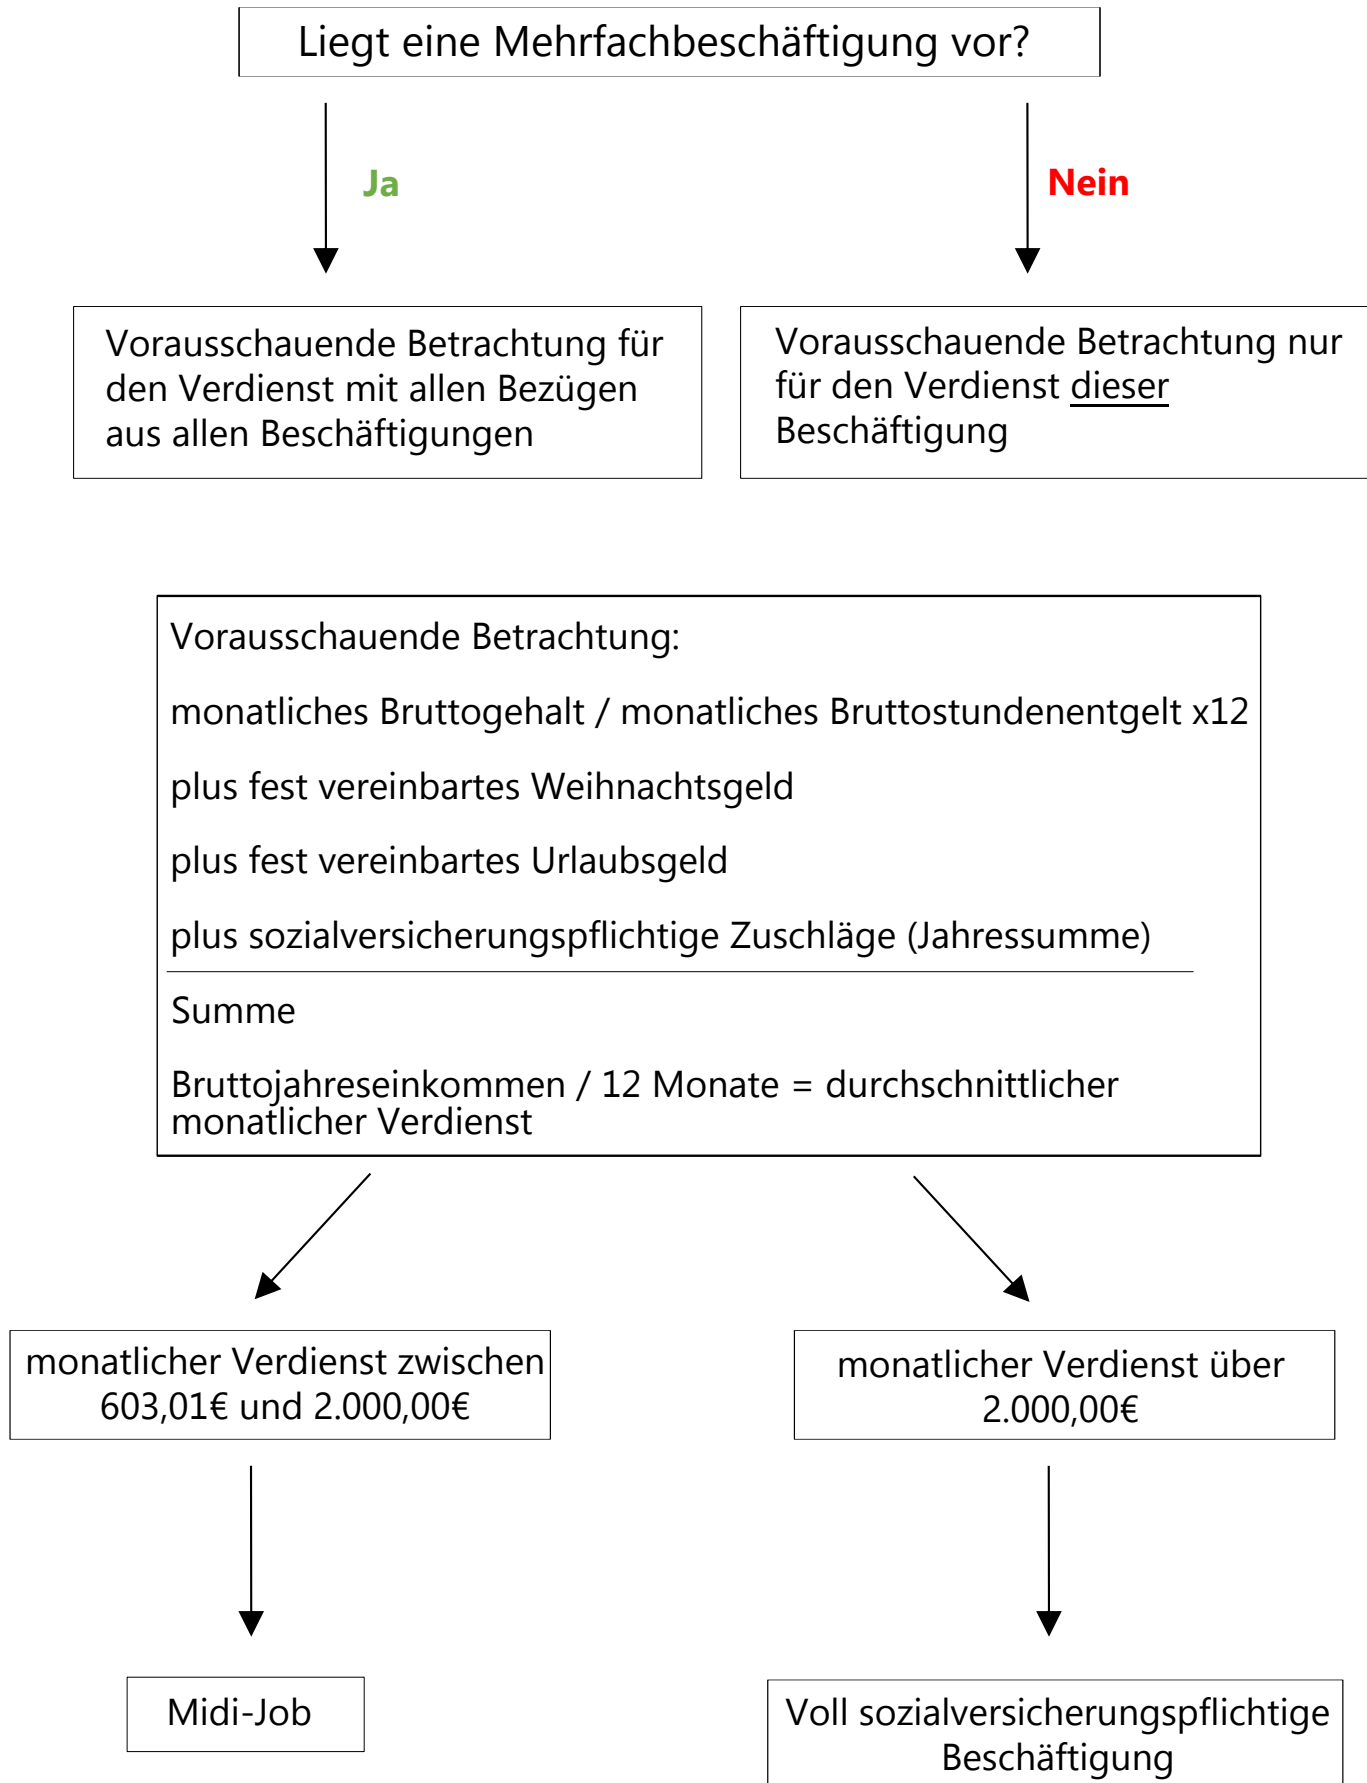 Liegt eine Mehrfachbeschäftigung vor?
Ja
Nein
Vorausschauende Betrachtung für
den Verdienst mit allen Bezügen
aus allen Beschäftigungen
Vorausschauende Betrachtung nur
für den Verdienst dieser
Beschäftigung
Vorausschauende Betrachtung:
monatliches Bruttogehalt / monatliches Bruttostundenentgelt x12
plus fest vereinbartes Weihnachtsgeld
plus fest vereinbartes Urlaubsgeld
plus sozialversicherungspflichtige Zuschläge (Jahressumme)
Summe
Bruttojahreseinkommen / 12 Monate = durchschnittlicher
monatlicher Verdienst
monatlicher Verdienst zwischen
603,01€ und 2.000,00€
monatlicher Verdienst über
2.000,00€
Midi-Job
Voll sozialversicherungspflichtige
Beschäftigung